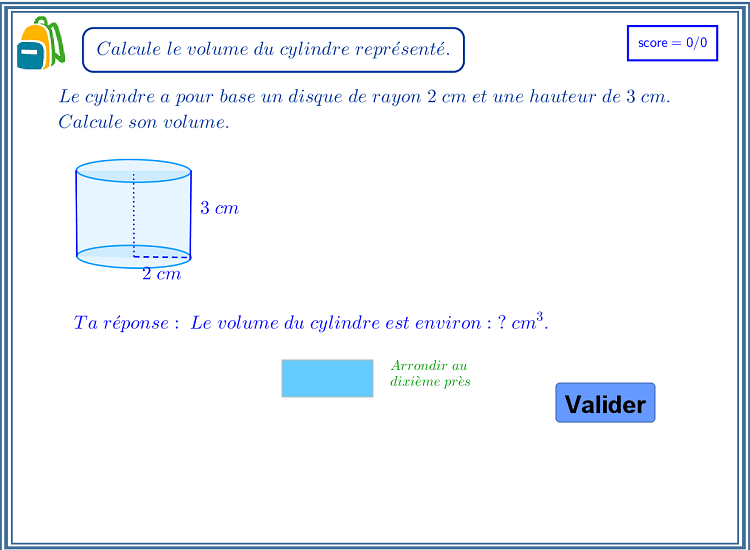 Calcule le volume du cylindre représenté.
score = 0/0
Le cylindre a pour base un disque de rayon 2 cm et une hauteur de 3 cm.
Calcule son volume.
3 cm
2 cm
Ta réponse : Le volume du cylindre est environ : ? cm³.
Arrondir au
dixième près
Valider